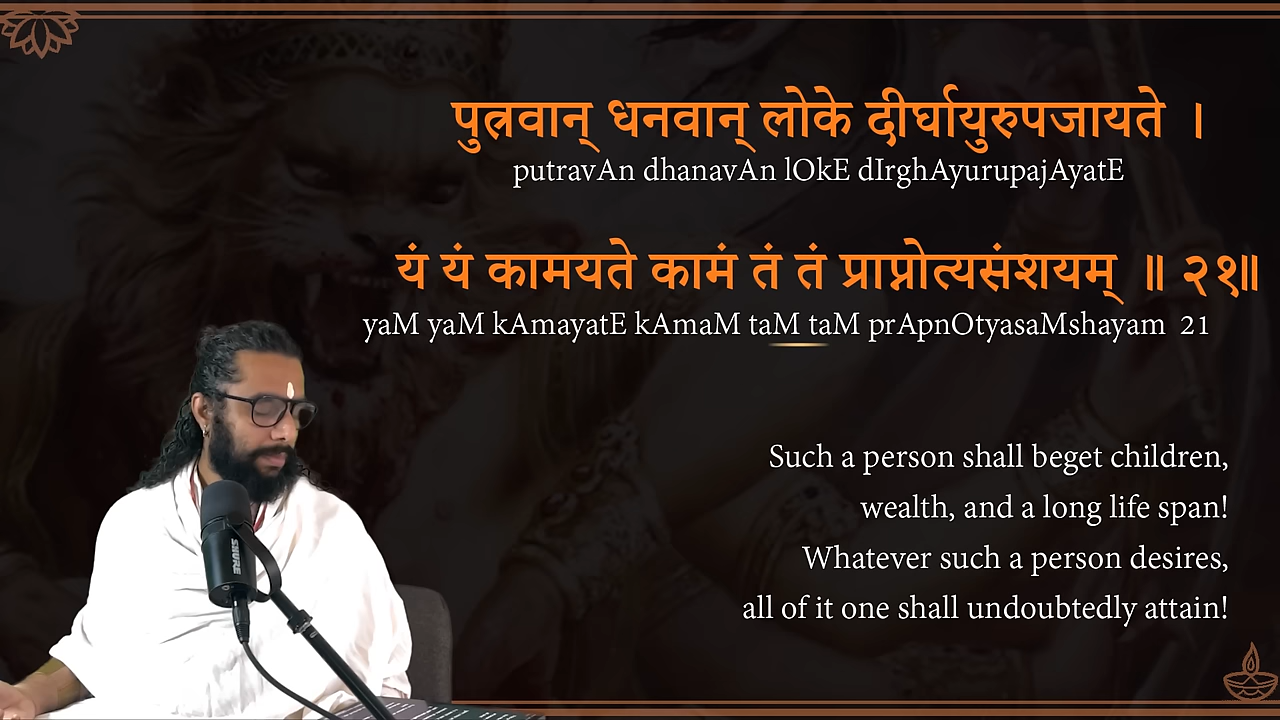 पुत्रवान् धनवान् लोके दीर्घायुरुपजायते ।
putravAn dhanavAn lOkE dIrghAyurupajAyatE
यं यं कामयते कामं तं तं प्राप्नोत्यसंशयम् ॥ २१॥
yaM yaM kAmayatE kAmaM taM taM prApnOtyasaMshayam 21
Such a person shall beget children,
wealth, and a long life span!
Whatever such a person desires,
all of it one shall undoubtedly attain!
SHURE